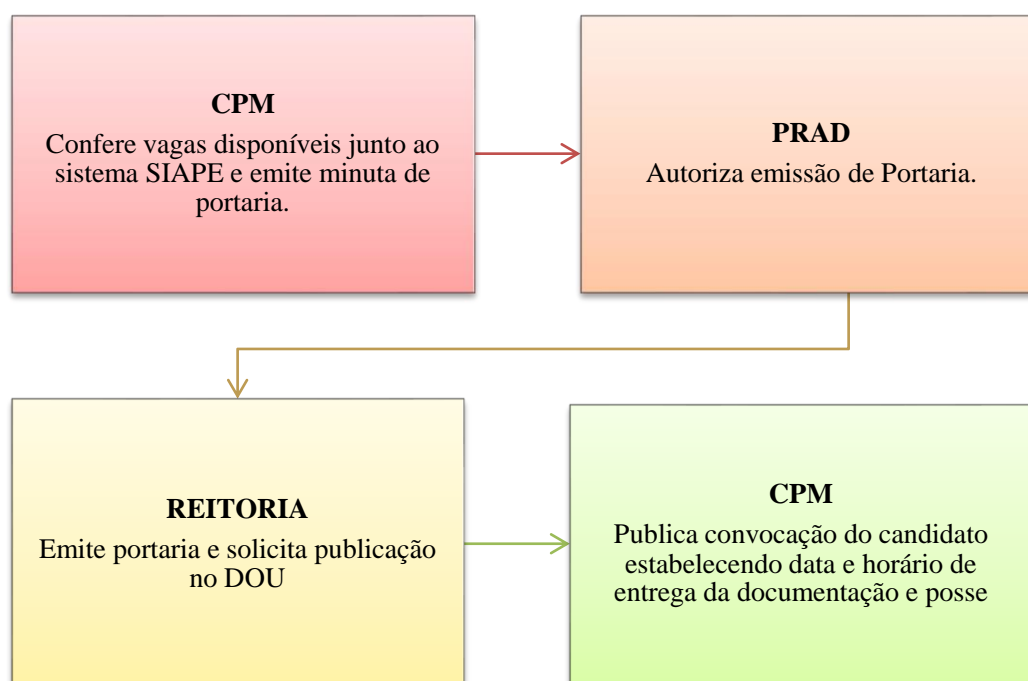 CPM
Confere vagas disponíveis junto ao
sistema SIAPE e emite minuta de
portaria.
PRAD
Autoriza emissão de Portaria.
REITORIA
Emite portaria e solicita publicação
no DOU
CPM
Publica convocação do candidato
estabelecendo data e horário de
entrega da documentação e posse